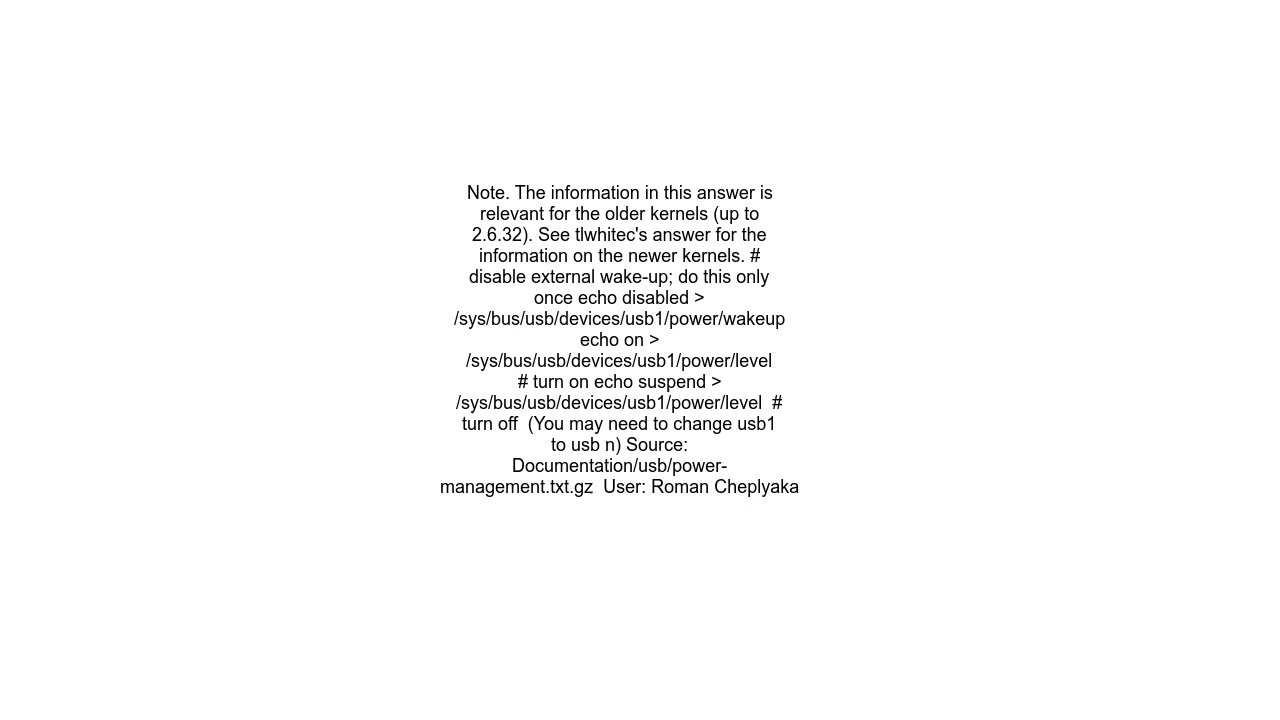 Note. The information in this answer is
relevant for the older kernels (up to
2.6.32). See tlwhitec's answer for the
information on the newer kernels. #
disable external wake-up; do this only
once echo disabled >
/sys/bus/usb/devices/usb1/power/wakeup
echo on >
/sys/bus/usb/devices/usb1/power/level
# turn on echo suspend >
/sys/bus/usb/devices/usb1/power/level  #
turn off  (You may need to change usb1
to usb n) Source:
Documentation/usb/power-
management.txt.gz  User: Roman Cheplyaka